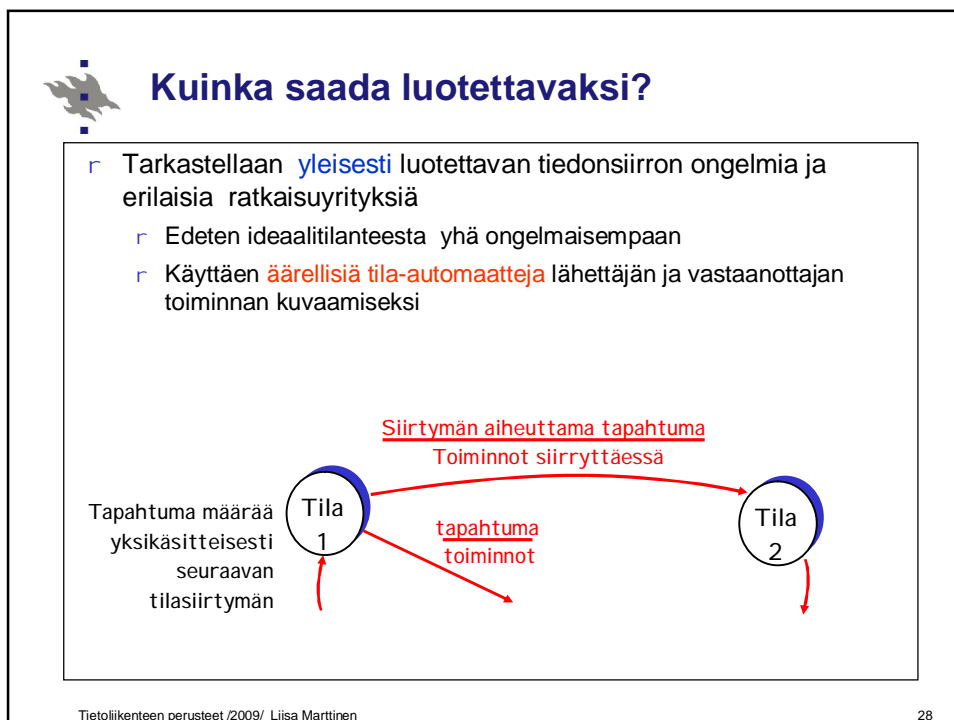 Kuinka saada luotettavaksi?
r Tarkastellaan yleisesti luotettavan tiedonsiirron ongelmia ja
erilaisia ratkaisuyrityksiä
r Edeten ideaalitilanteesta yhä ongelmaisempaan
r Käyttäen äärellisiä tila-automaatteja lähettäjän ja vastaanottajan
toiminnan kuvaamiseksi
Siirtymän aiheuttama tapahtuma
Toiminnot siirryttäessä
Tila
1
Tapahtuma määrää
yksikäsitteisesti
seuraavan
tilasiirtymän
tapahtuma
toiminnot
Tila
2
Tietoliikenteen perusteet /2009/ Liisa Marttinen
28